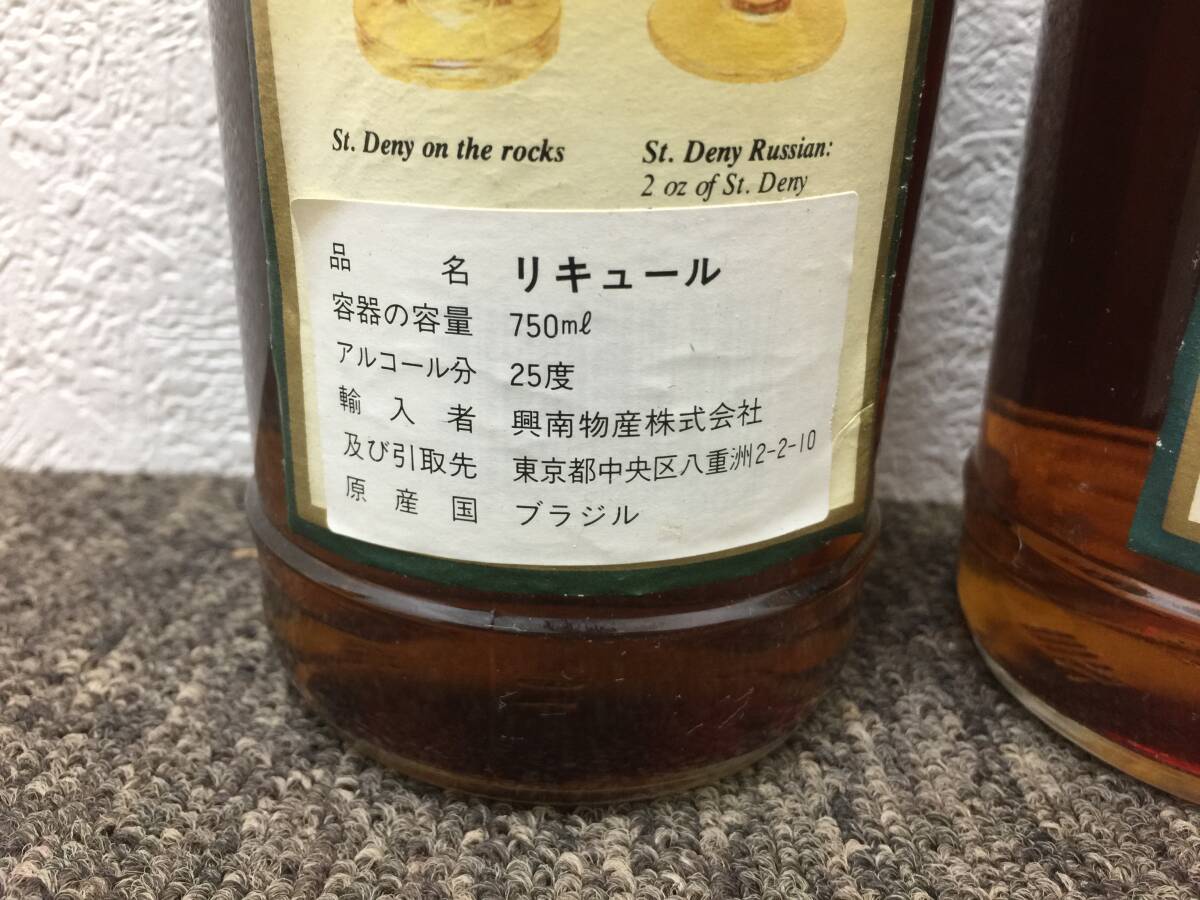 St. Deny on the rocks
St. Deny Russian:
2 oz of St. Deny
品名 リキュール
容器の容量 750mℓ
アルコール分 25度
輸入者 興南物産株式会社
及び引取先 東京都中央区八重洲2-2-10
原産国 ブラジル